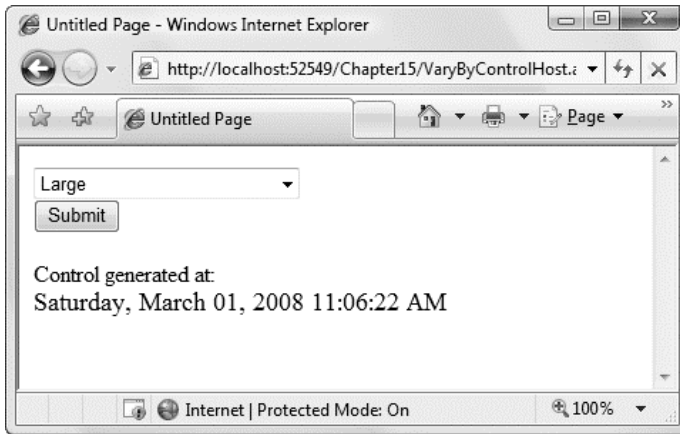 Untitled Page - Windows Internet Explorer
http://localhost:52549/Chapter15/VaryByControlHost.a
Untitled Page
Page
Large
Submit
Control generated at:
Saturday, March 01, 2008 11:06:22 AM
Internet | Protected Mode: On
100%